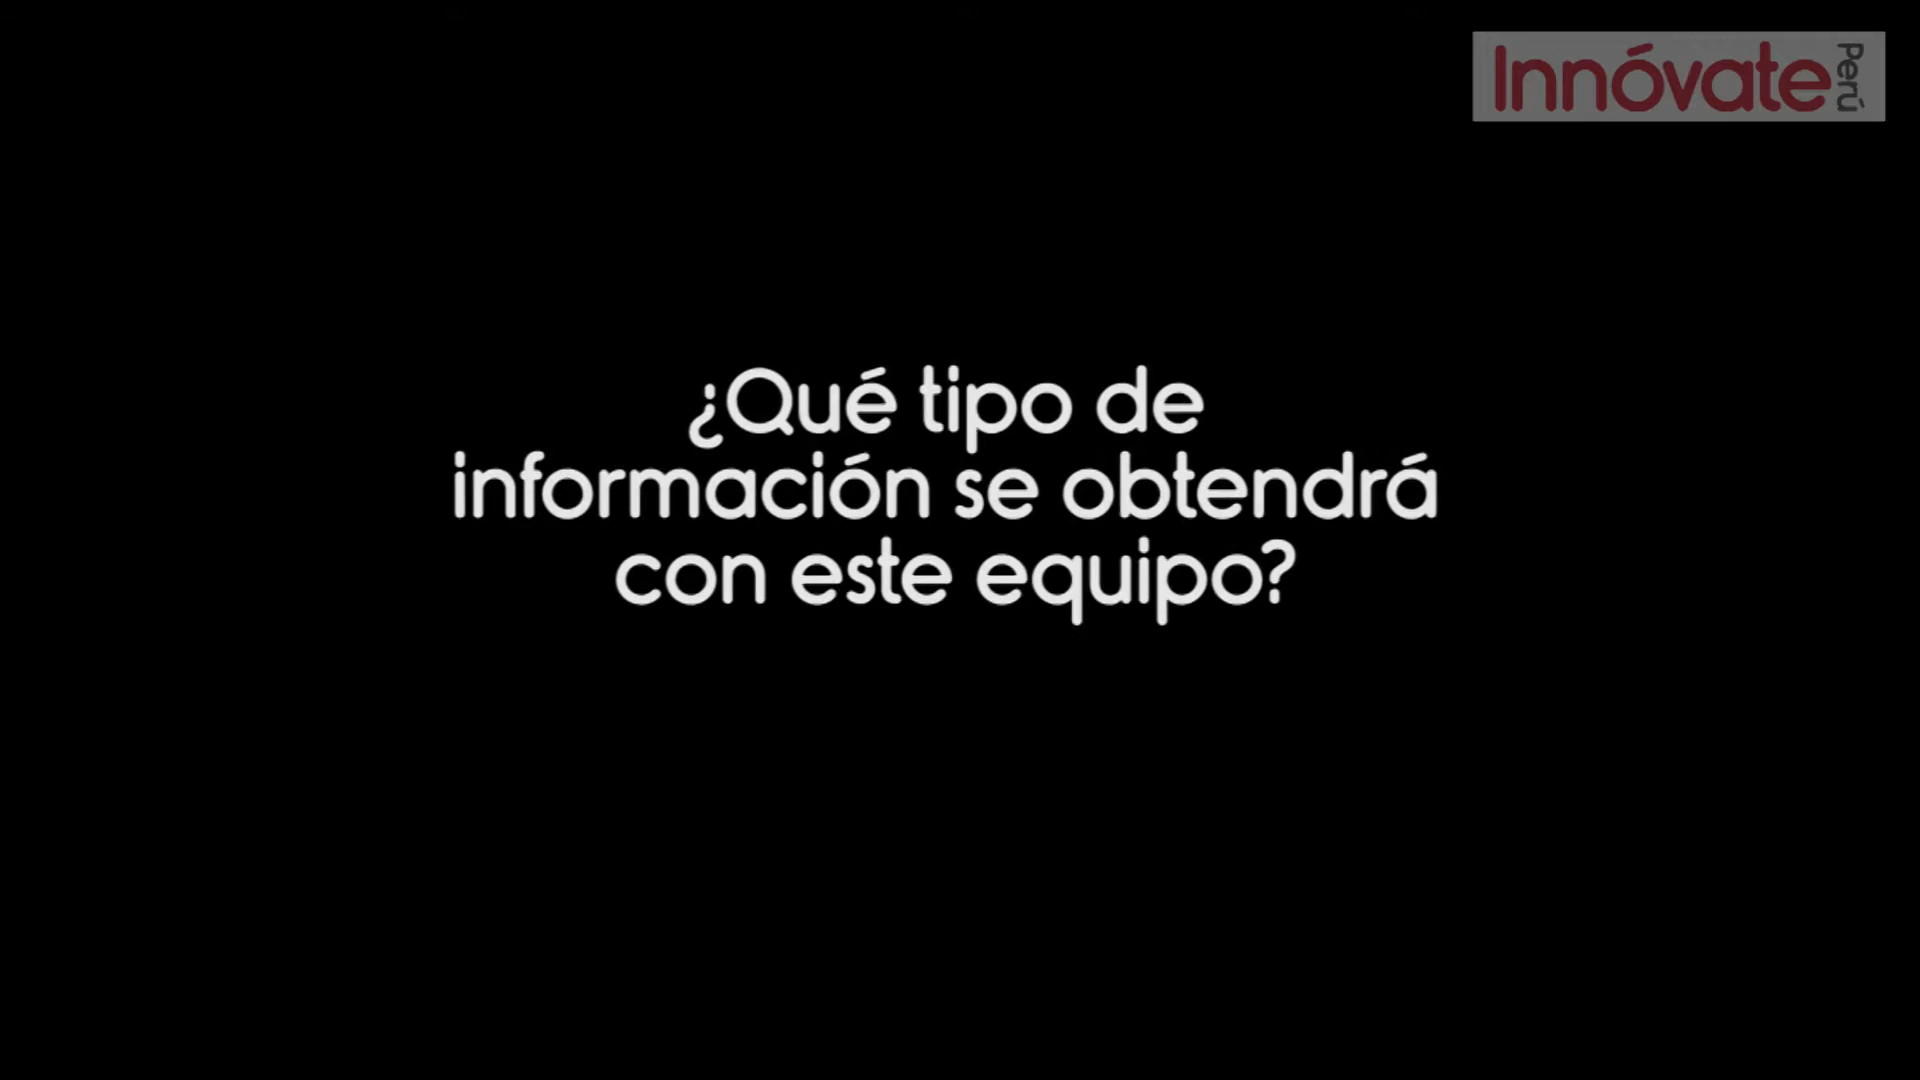 Innóvate Perú
¿Qué tipo de
información se obtendrá
con este equipo?